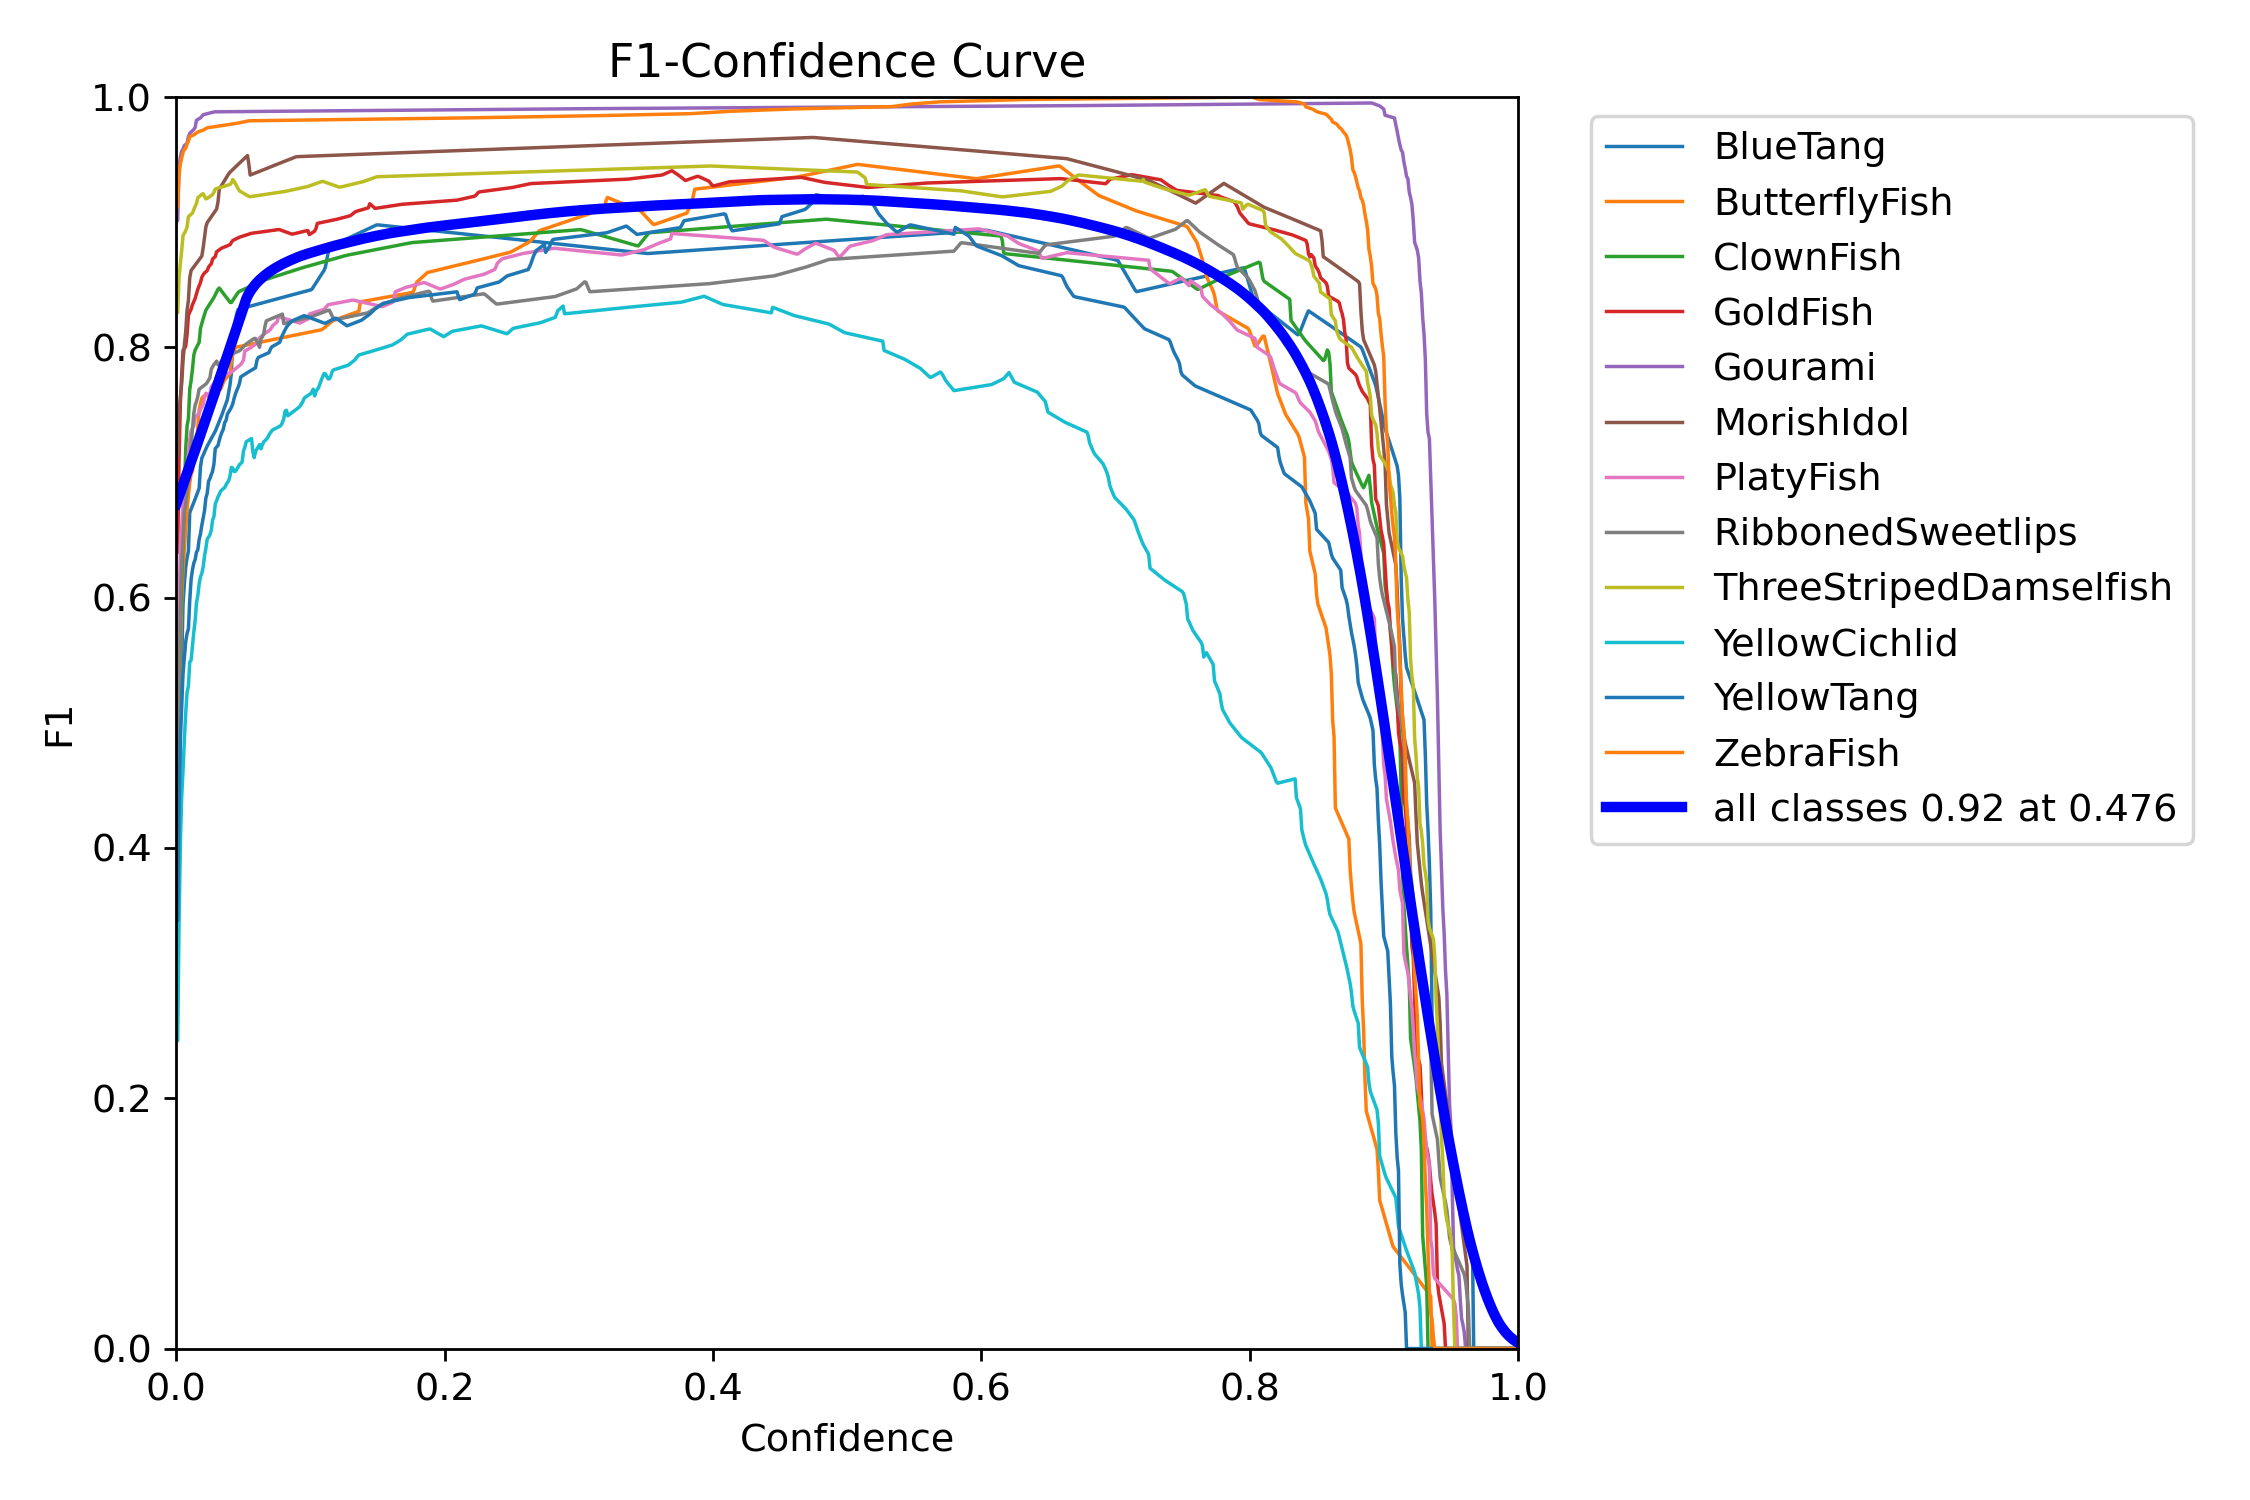 F1-Confidence Curve
1.0
0.8
0.6
0.4
0.2
0.0
F1
0.0 0.2 0.4 0.6 0.8 1.0
Confidence
BlueTang
ButterflyFish
ClownFish
GoldFish
Gourami
MorishIdol
PlatyFish
RibbonedSweetlips
ThreeStripedDamselfish
YellowCichlid
YellowTang
ZebraFish
all classes 0.92 at 0.476